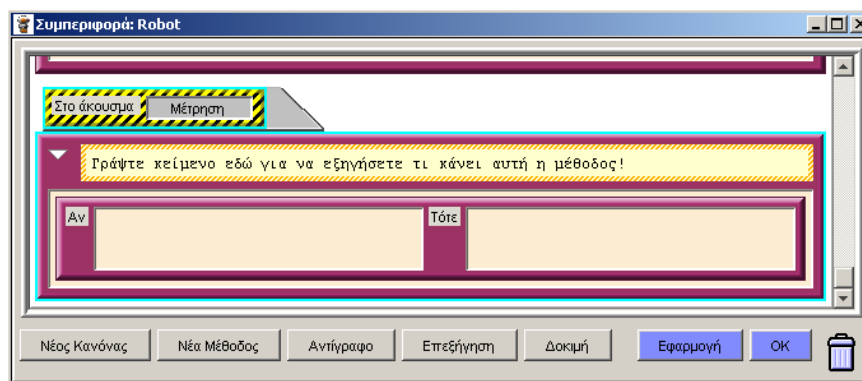 Συμπεριφορά: Robot
Στο άκουσμα Μέτρηση
Γράψτε κείμενο εδώ για να εξηγήσετε τι κάνει αυτή η μέθοδος!
Αν Τότε
Νέος Κανόνας Νέα Μέθοδος Αντίγραφο Επεξήγηση Δοκιμή Εφαρμογή OK